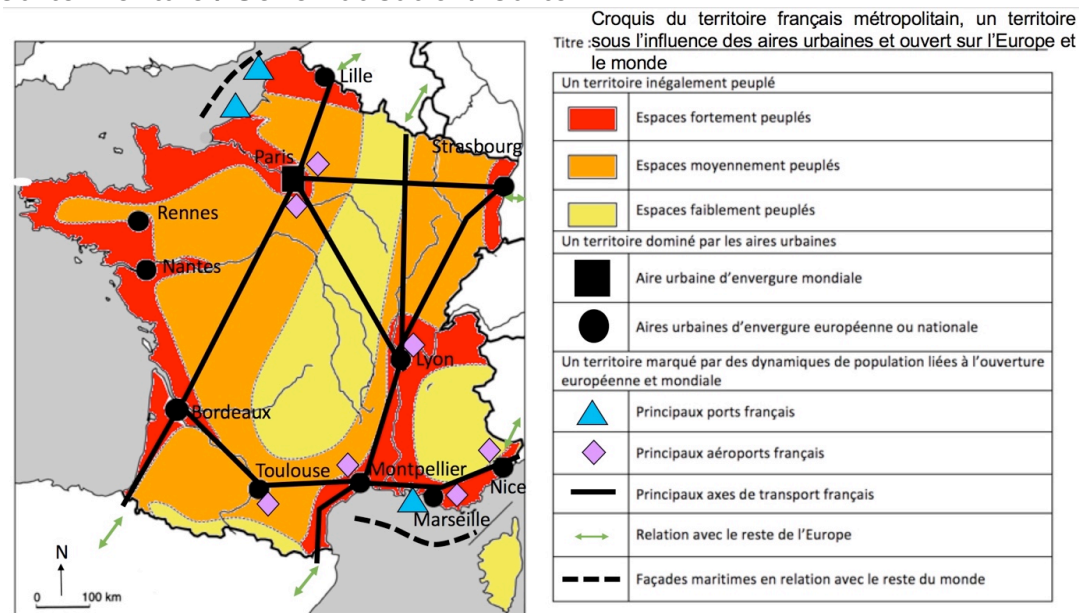 Croquis du territoire français métropolitain, un territoire
Titre : sous l'influence des aires urbaines et ouvert sur l'Europe et
le monde
Un territoire inégalement peuplé
Espaces fortement peuplés
Espaces moyennement peuplés
Espaces faiblement peuplés
Un territoire dominé par les aires urbaines
Aire urbaine d'envergure mondiale
Aires urbaines d'envergure européenne ou nationale
Un territoire marqué par des dynamiques de population liées à l'ouverture
européenne et mondiale
Principaux ports français
Principaux aéroports français
Principaux axes de transport français
Relation avec le reste de l'Europe
Façades maritimes en relation avec le reste du monde
Lille
Strasbourg
Paris
Rennes
Nantes
Lyon
Bordeaux
Toulouse
Montpellier
Nice
Marseille
N
0 100 km